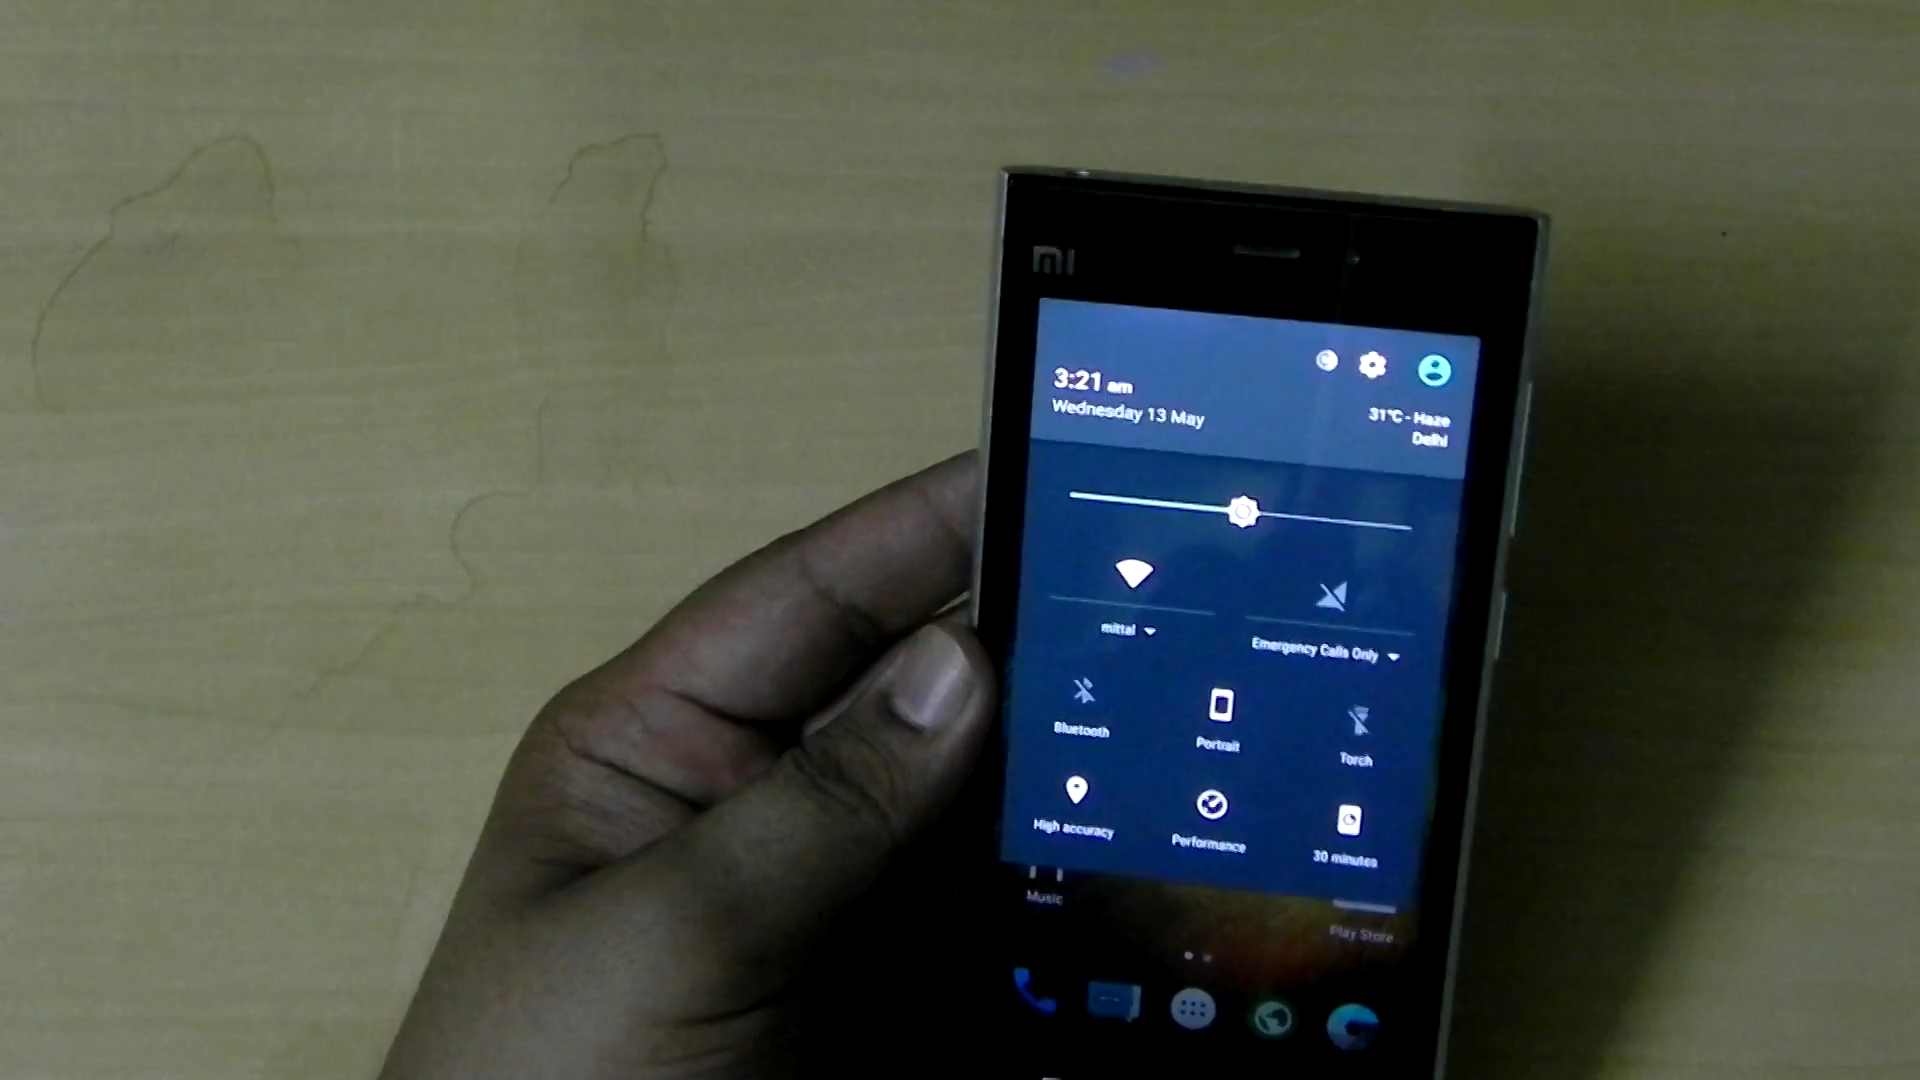 MI
3:21 am
Wednesday 13 May
31°C - Haze
Delhi
mittal
Emergency Calls Only
Bluetooth
Portrait
Torch
High accuracy
Performance
30 minutes
Music
Play Store